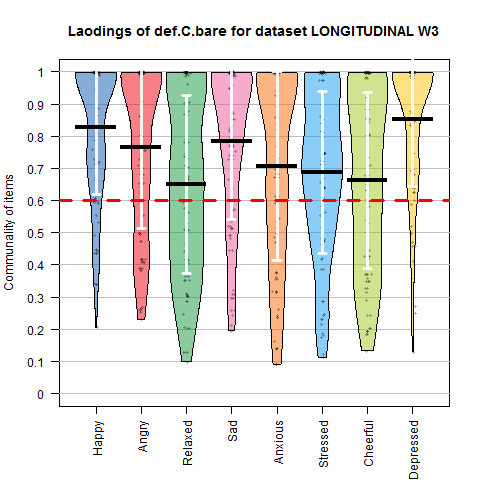 Laodings of def.C.bare for dataset LONGITUDINAL W3
Communality of items
1
0.9
0.8
0.7
0.6
0.5
0.4
0.3
0.2
0.1
0
Happy
Angry
Relaxed
Sad
Anxious
Stressed
Cheerful
Depressed